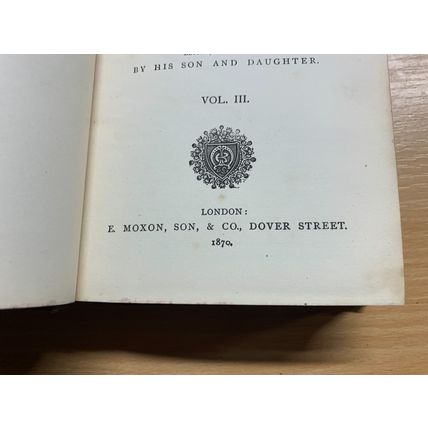 BY HIS SON AND DAUGHTER.
VOL. III.
LONDON:
E. MOXON, SON, & CO., DOVER STREET.
1870.